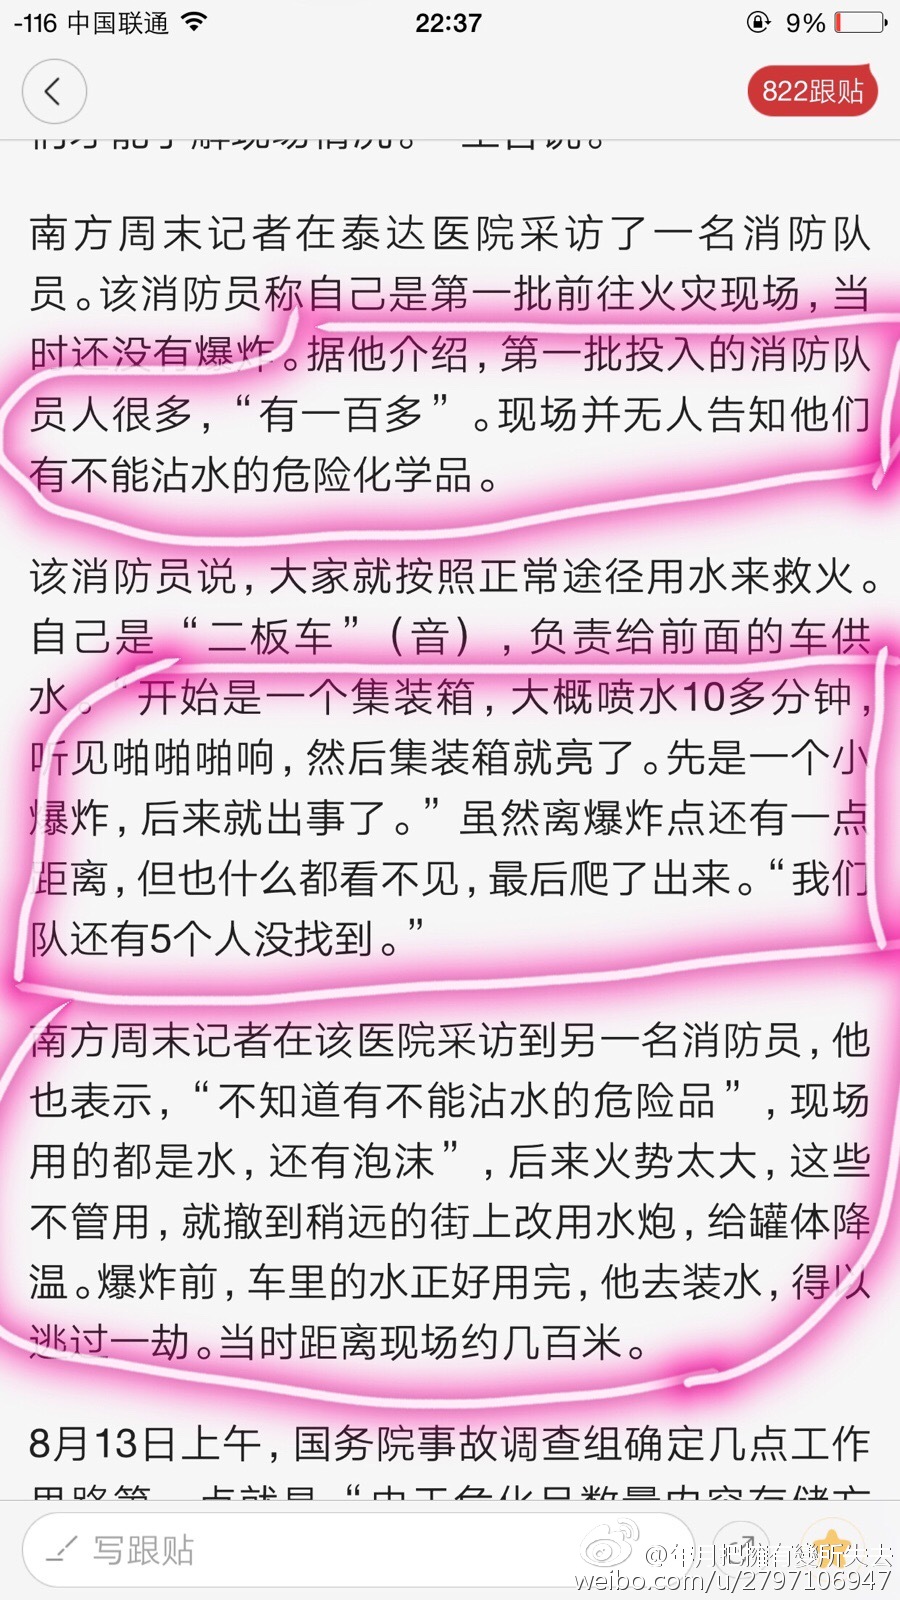 -116 中国联通 22:37 9%
822跟贴
南方周末记者在泰达医院采访了一名消防队
员。该消防员称自己是第一批前往火灾现场，当
时还没有爆炸。据他介绍，第一批投入的消防队
员人很多，“有一百多”。现场并无人告知他们
有不能沾水的危险化学品。
该消防员说，大家就按照正常途径用水来救火。
自己是“二板车”（音），负责给前面的车供
水。“开始是一个集装箱，大概喷水10多分钟，
听见啪啪啪响，然后集装箱就亮了。先是一个小
爆炸，后来就出事了。”虽然离爆炸点还有一点
距离，但也什么都看不见，最后爬了出来。“我们
队还有5个人没找到。”
南方周末记者在该医院采访到另一名消防员，他
也表示，“不知道有不能沾水的危险品”，现场
用的都是水，还有泡沫”，后来火势太大，这些
不管用，就撤到稍远的街上改用水炮，给罐体降
温。爆炸前，车里的水正好用完，他去装水，得以
逃过一劫。当时距离现场约几百米。
8月13日上午，国务院事故调查组确定几点工作
写跟贴
weibo.com/u/2797106947